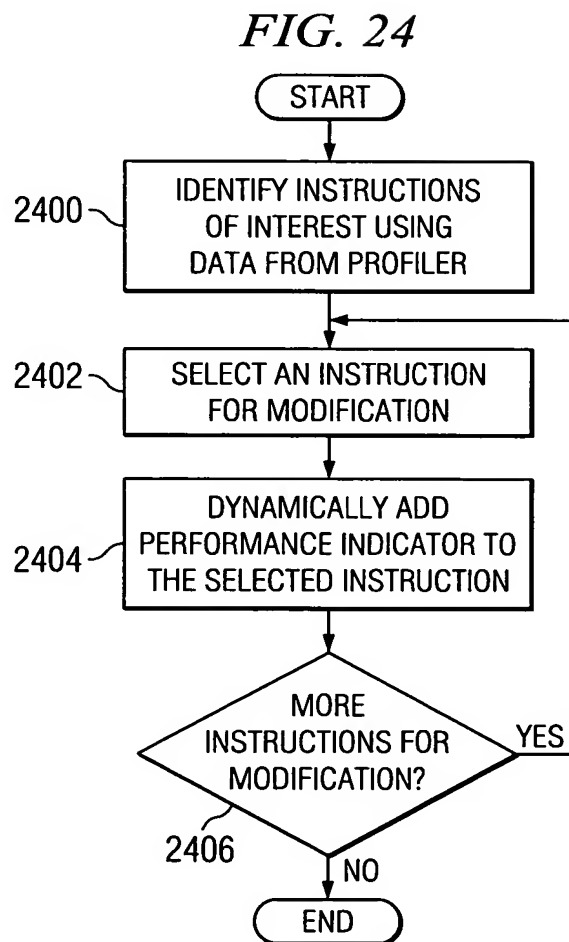 FIG. 24
START
2400
IDENTIFY INSTRUCTIONS
OF INTEREST USING
DATA FROM PROFILER
2402
SELECT AN INSTRUCTION
FOR MODIFICATION
2404
DYNAMICALLY ADD
PERFORMANCE INDICATOR TO
THE SELECTED INSTRUCTION
MORE
INSTRUCTIONS FOR
MODIFICATION?
YES
2406
NO
END